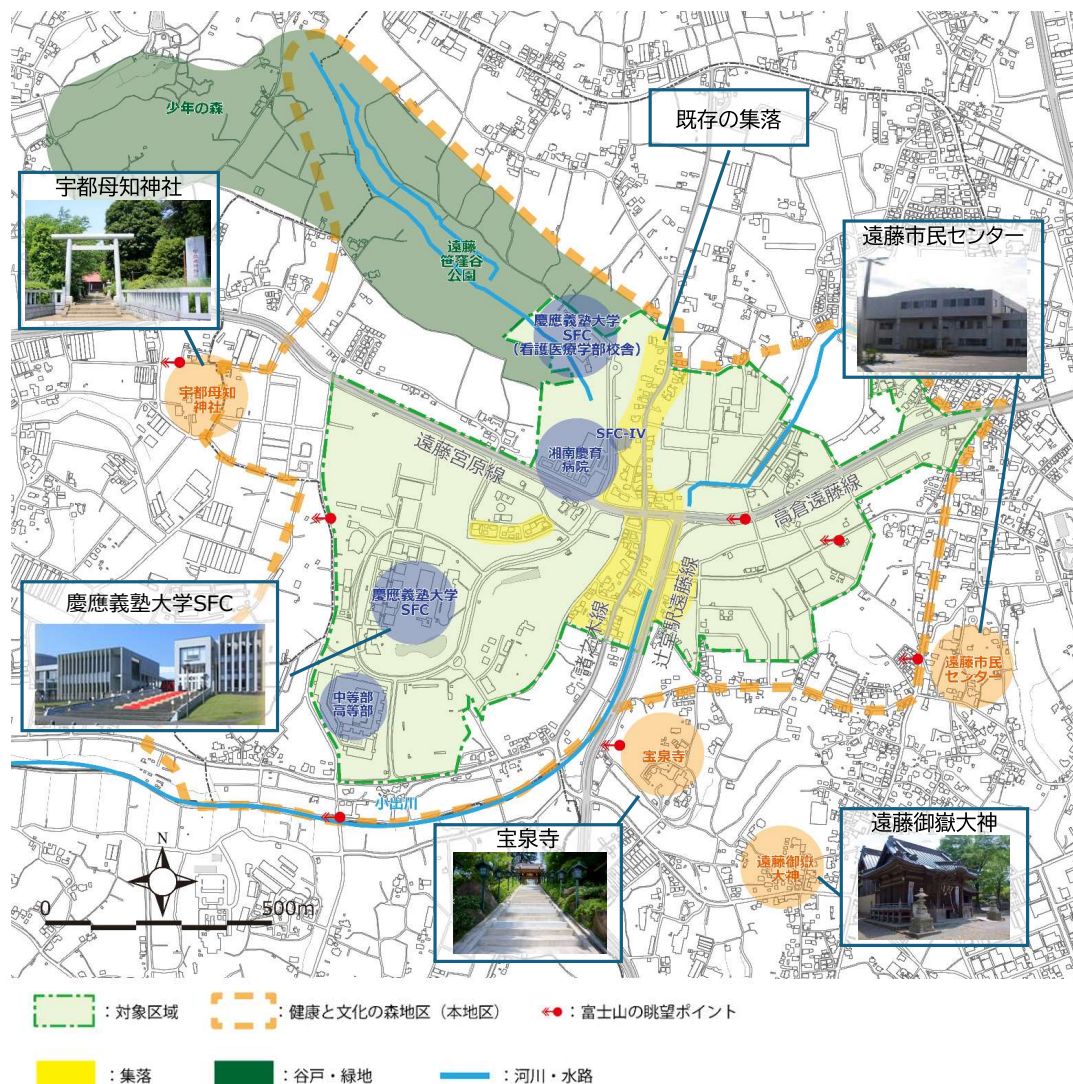 少年の森
既存の集落
宇都母知神社
遠藤市民センター
遠藤
笹窪谷
公園
慶應義塾大学
SFC
(看護医療学部校舎)
宇都母知
神社
遠藤宮原線
SFC-IV
湘南慶育
病院
高倉遠藤線
慶應義塾大学SFC
慶應義塾大学
SFC
辻堂駅遠藤線
遠藤市民
センター
中等部
高等部
宝泉寺
小出川
宝泉寺
遠藤御嶽大神
遠藤御嶽
大神
N
0
500m
:対象区域
:健康と文化の森地区(本地区)
:富士山の眺望ポイント
:集落
:谷戸・緑地
:河川・水路